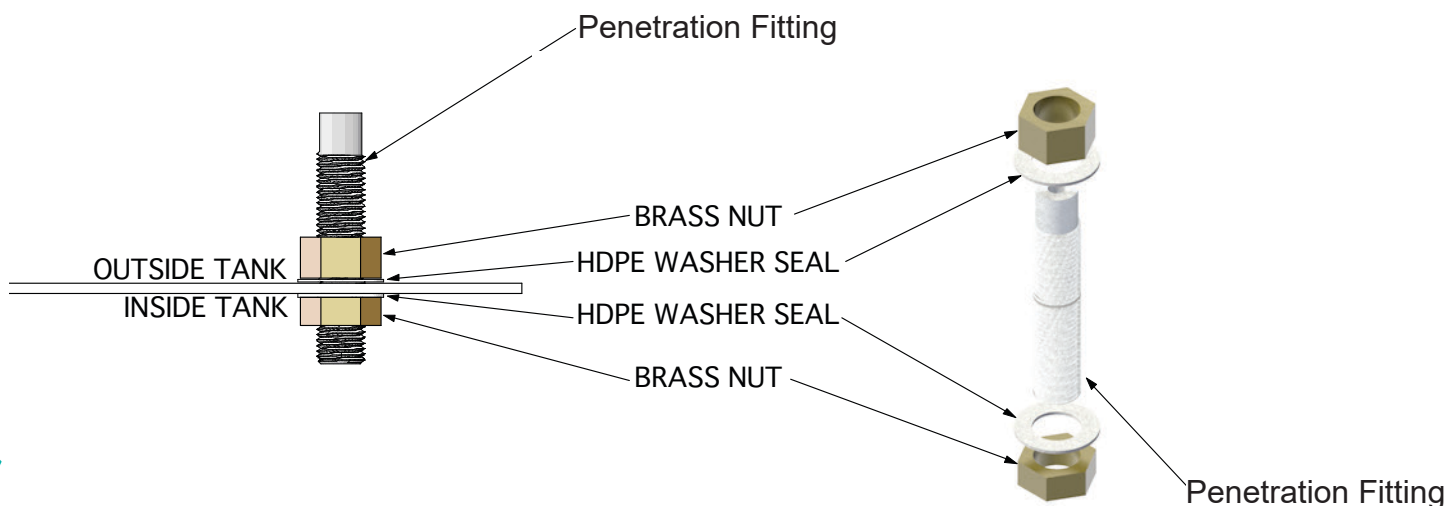 Penetration Fitting
BRASS NUT
OUTSIDE TANK
HDPE WASHER SEAL
INSIDE TANK
HDPE WASHER SEAL
BRASS NUT
Penetration Fitting